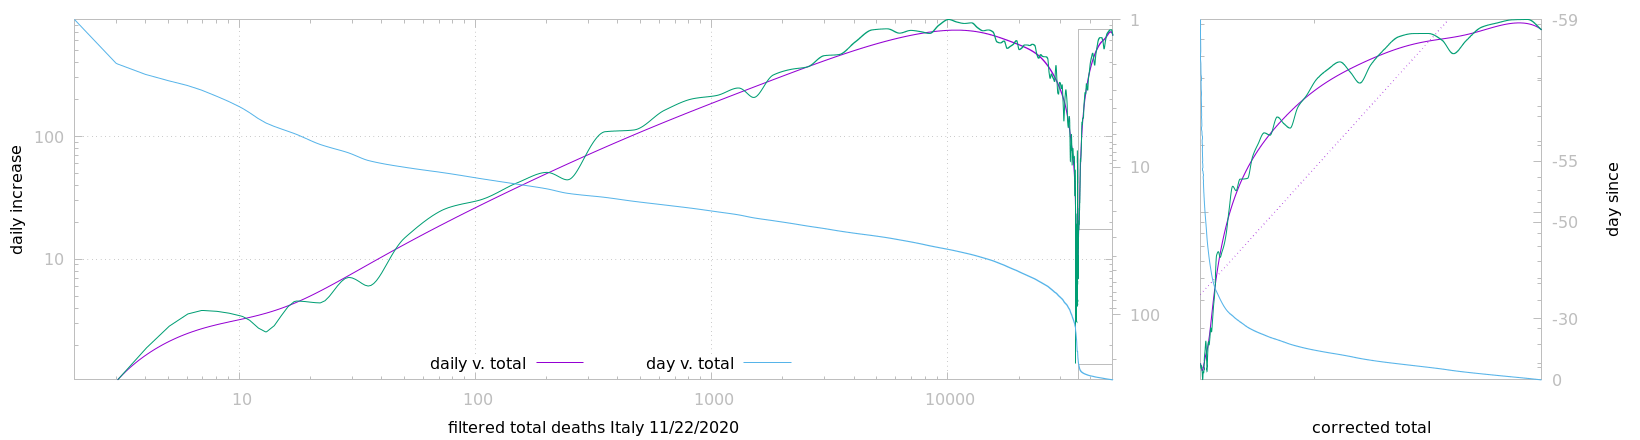 1
-59
100
10
-55
-50
10
100
-30
0
daily increase
day since
daily v. total
day v. total
10
100
1000
10000
filtered total deaths Italy 11/22/2020
corrected total